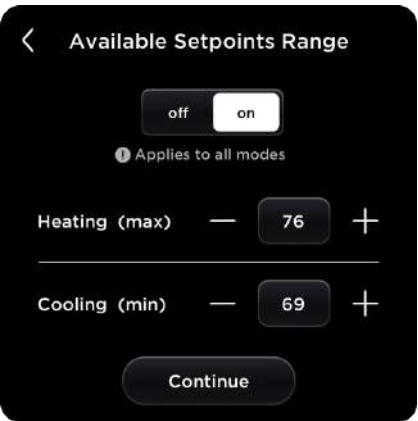 Available Setpoints Range
off on
Applies to all modes
Heating (max) — 76 +
Cooling (min) — 69 +
Continue